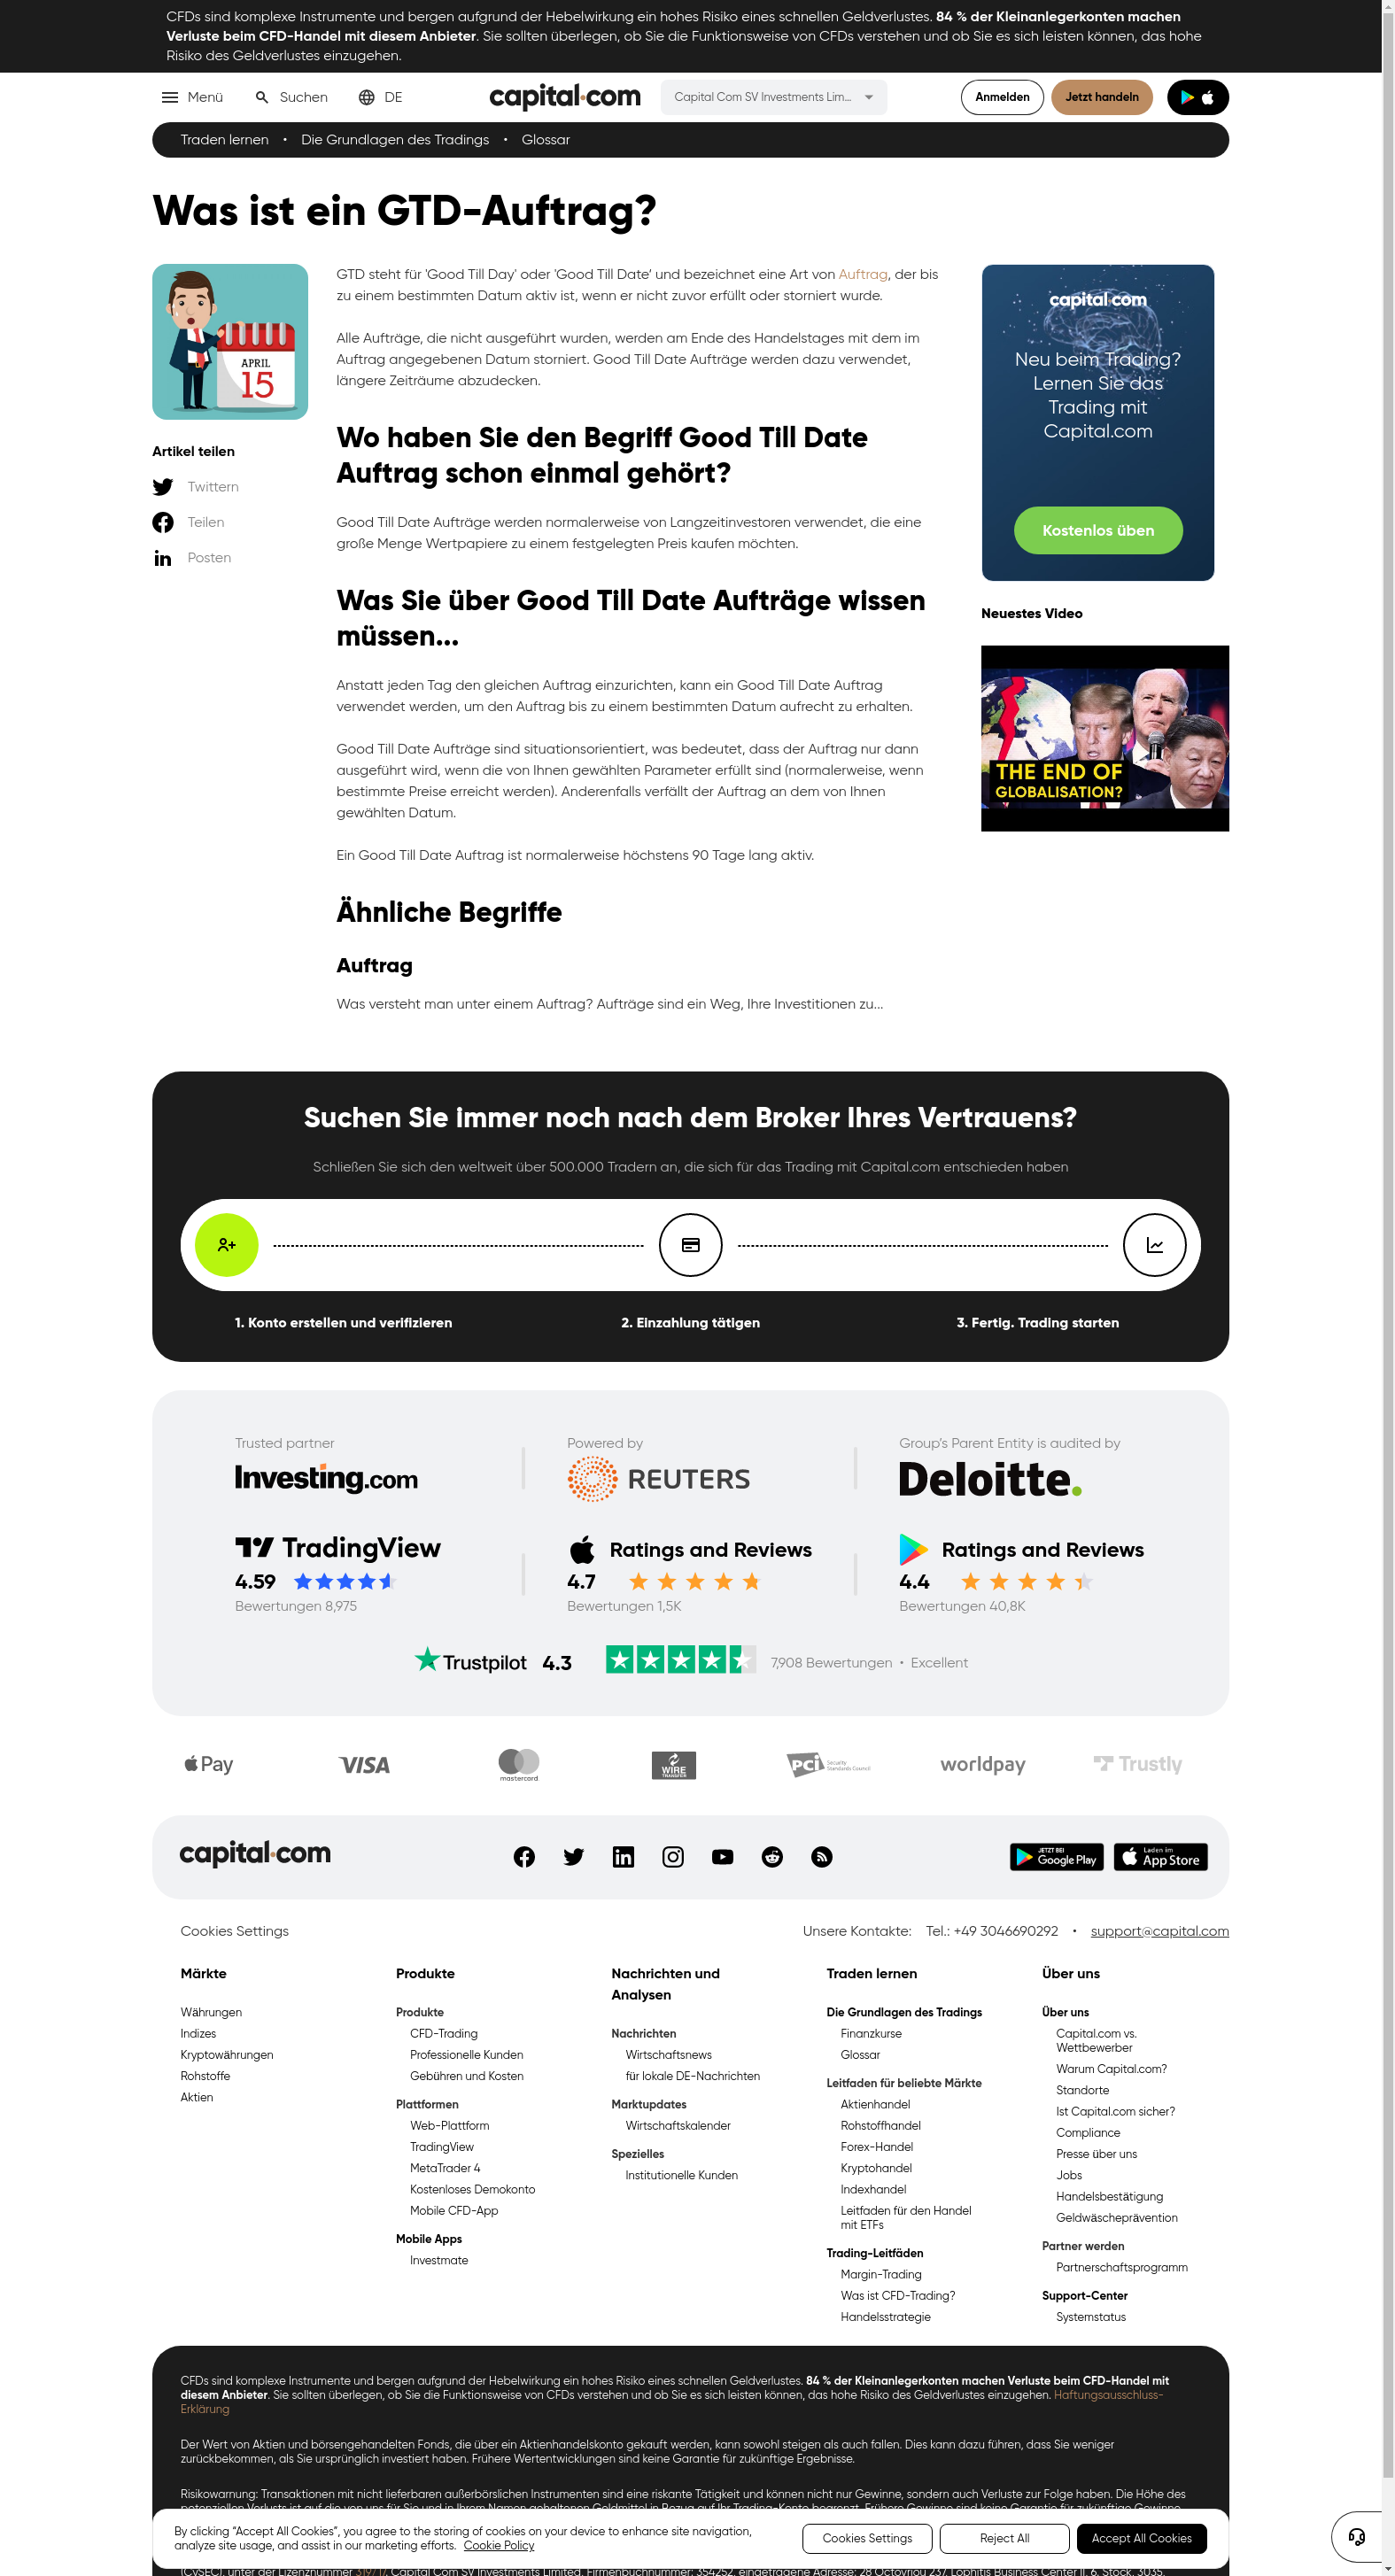 CFDs sind komplexe Instrumente und bergen aufgrund der Hebelwirkung ein hohes Risiko eines schnellen Geldverlustes. 84 % der Kleinanlegerkonten machen
Verluste beim CFD-Handel mit diesem Anbieter. Sie sollten überlegen, ob Sie die Funktionsweise von CFDs verstehen und ob Sie es sich leisten können, das hohe
Risiko des Geldverlustes einzugehen.
Menü
Suchen
DE
capital.com
Capital Com SV Investments Lim...
Anmelden
Jetzt handeln
Traden lernen • Die Grundlagen des Tradings • Glossar
Was ist ein GTD-Auftrag?
APRIL
15
Artikel teilen
Twittern
Teilen
Posten
GTD steht für 'Good Till Day' oder 'Good Till Date’ und bezeichnet eine Art von Auftrag, der bis
zu einem bestimmten Datum aktiv ist, wenn er nicht zuvor erfüllt oder storniert wurde.
Alle Aufträge, die nicht ausgeführt wurden, werden am Ende des Handelstages mit dem im
Auftrag angegebenen Datum storniert. Good Till Date Aufträge werden dazu verwendet,
längere Zeiträume abzudecken.
Wo haben Sie den Begriff Good Till Date
Auftrag schon einmal gehört?
Good Till Date Aufträge werden normalerweise von Langzeitinvestoren verwendet, die eine
große Menge Wertpapiere zu einem festgelegten Preis kaufen möchten.
Was Sie über Good Till Date Aufträge wissen
müssen...
Anstatt jeden Tag den gleichen Auftrag einzurichten, kann ein Good Till Date Auftrag
verwendet werden, um den Auftrag bis zu einem bestimmten Datum aufrecht zu erhalten.
Good Till Date Aufträge sind situationsorientiert, was bedeutet, dass der Auftrag nur dann
ausgeführt wird, wenn die von Ihnen gewählten Parameter erfüllt sind (normalerweise, wenn
bestimmte Preise erreicht werden). Anderenfalls verfällt der Auftrag an dem von Ihnen
gewählten Datum.
Ein Good Till Date Auftrag ist normalerweise höchstens 90 Tage lang aktiv.
Ähnliche Begriffe
Auftrag
Was versteht man unter einem Auftrag? Aufträge sind ein Weg, Ihre Investitionen zu...
capital.com
Neu beim Trading?
Lernen Sie das
Trading mit
Capital.com
Kostenlos üben
Neuestes Video
THE END OF
GLOBALISATION?
Suchen Sie immer noch nach dem Broker Ihres Vertrauens?
Schließen Sie sich den weltweit über 500.000 Tradern an, die sich für das Trading mit Capital.com entschieden haben
1. Konto erstellen und verifizieren
2. Einzahlung tätigen
3. Fertig. Trading starten
Trusted partner
Investing.com
Powered by
REUTERS
Group’s Parent Entity is audited by
Deloitte.
TradingView
4.59
Bewertungen 8,975
Ratings and Reviews
4.7
Bewertungen 1,5K
Ratings and Reviews
4.4
Bewertungen 40,8K
Trustpilot 4.3
7,908 Bewertungen • Excellent
Pay
VISA
mastercard
WIRE
TRANSFER
PCI Security
Standards Council
worldpay
Trustly
capital.com
JETZT BEI
Google Play
Laden im
App Store
Cookies Settings
Unsere Kontakte: Tel.: +49 3046690292 • support@capital.com
Märkte
Währungen
Indizes
Kryptowährungen
Rohstoffe
Aktien
Produkte
Produkte
CFD-Trading
Professionelle Kunden
Gebühren und Kosten
Plattformen
Web-Plattform
TradingView
MetaTrader 4
Kostenloses Demokonto
Mobile CFD-App
Mobile Apps
Investmate
Nachrichten und
Analysen
Nachrichten
Wirtschaftsnews
für lokale DE-Nachrichten
Marktupdates
Wirtschaftskalender
Spezielles
Institutionelle Kunden
Traden lernen
Die Grundlagen des Tradings
Finanzkurse
Glossar
Leitfaden für beliebte Märkte
Aktienhandel
Rohstoffhandel
Forex-Handel
Kryptohandel
Indexhandel
Leitfaden für den Handel
mit ETFs
Trading-Leitfäden
Margin-Trading
Was ist CFD-Trading?
Handelsstrategie
Über uns
Über uns
Capital.com vs.
Wettbewerber
Warum Capital.com?
Standorte
Ist Capital.com sicher?
Compliance
Presse über uns
Jobs
Handelsbestätigung
Geldwäscheprävention
Partner werden
Partnerschaftsprogramm
Support-Center
Systemstatus
CFDs sind komplexe Instrumente und bergen aufgrund der Hebelwirkung ein hohes Risiko eines schnellen Geldverlustes. 84 % der Kleinanlegerkonten machen Verluste beim CFD-Handel mit
diesem Anbieter. Sie sollten überlegen, ob Sie die Funktionsweise von CFDs verstehen und ob Sie es sich leisten können, das hohe Risiko des Geldverlustes einzugehen. Haftungsausschluss-
Erklärung
Der Wert von Aktien und börsengehandelten Fonds, die über ein Aktienhandelskonto gekauft werden, kann sowohl steigen als auch fallen. Dies kann dazu führen, dass Sie weniger
zurückbekommen, als Sie ursprünglich investiert haben. Frühere Wertentwicklungen sind keine Garantie für zukünftige Ergebnisse.
Risikowarnung: Transaktionen mit nicht lieferbaren außerbörslichen Instrumenten sind eine riskante Tätigkeit und können nicht nur Gewinne, sondern auch Verluste zur Folge haben. Die Höhe des
potenziellen Verlusts ist auf die von uns für Sie und in Ihrem Namen gehaltenen Geldmittel in Bezug auf Ihr Trading-Konto begrenzt. Frühere Gewinne sind keine Garantie für zukünftige Gewinne.
By clicking “Accept All Cookies”, you agree to the storing of cookies on your device to enhance site navigation,
analyze site usage, and assist in our marketing efforts. Cookie Policy
Cookies Settings
Reject All
Accept All Cookies
(CySEC), unter der Lizenznummer 319/17. Capital Com SV Investments Limited, Firmenbuchnummer: 354252, eingetragene Adresse: 28 Octovriou 237, Lophitis Business Center II, 6. Stock, 3035,